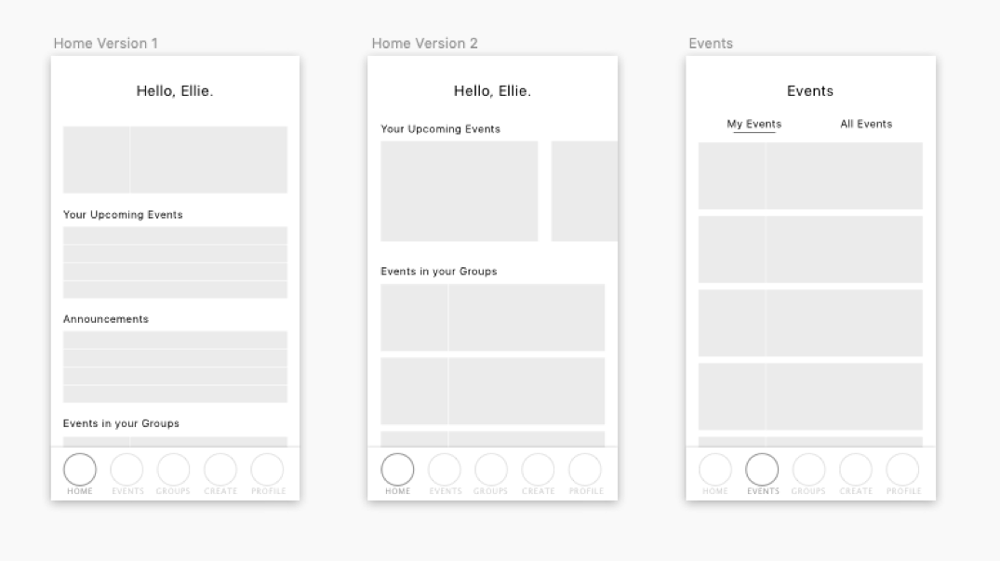 Home Version 1
Hello, Ellie.
Your Upcoming Events
Announcements
Events in your Groups
HOME EVENTS GROUPS CREATE PROFILE
Home Version 2
Hello, Ellie.
Your Upcoming Events
Events in your Groups
HOME EVENTS GROUPS CREATE PROFILE
Events
Events
My Events All Events
HOME EVENTS GROUPS CREATE PROFILE